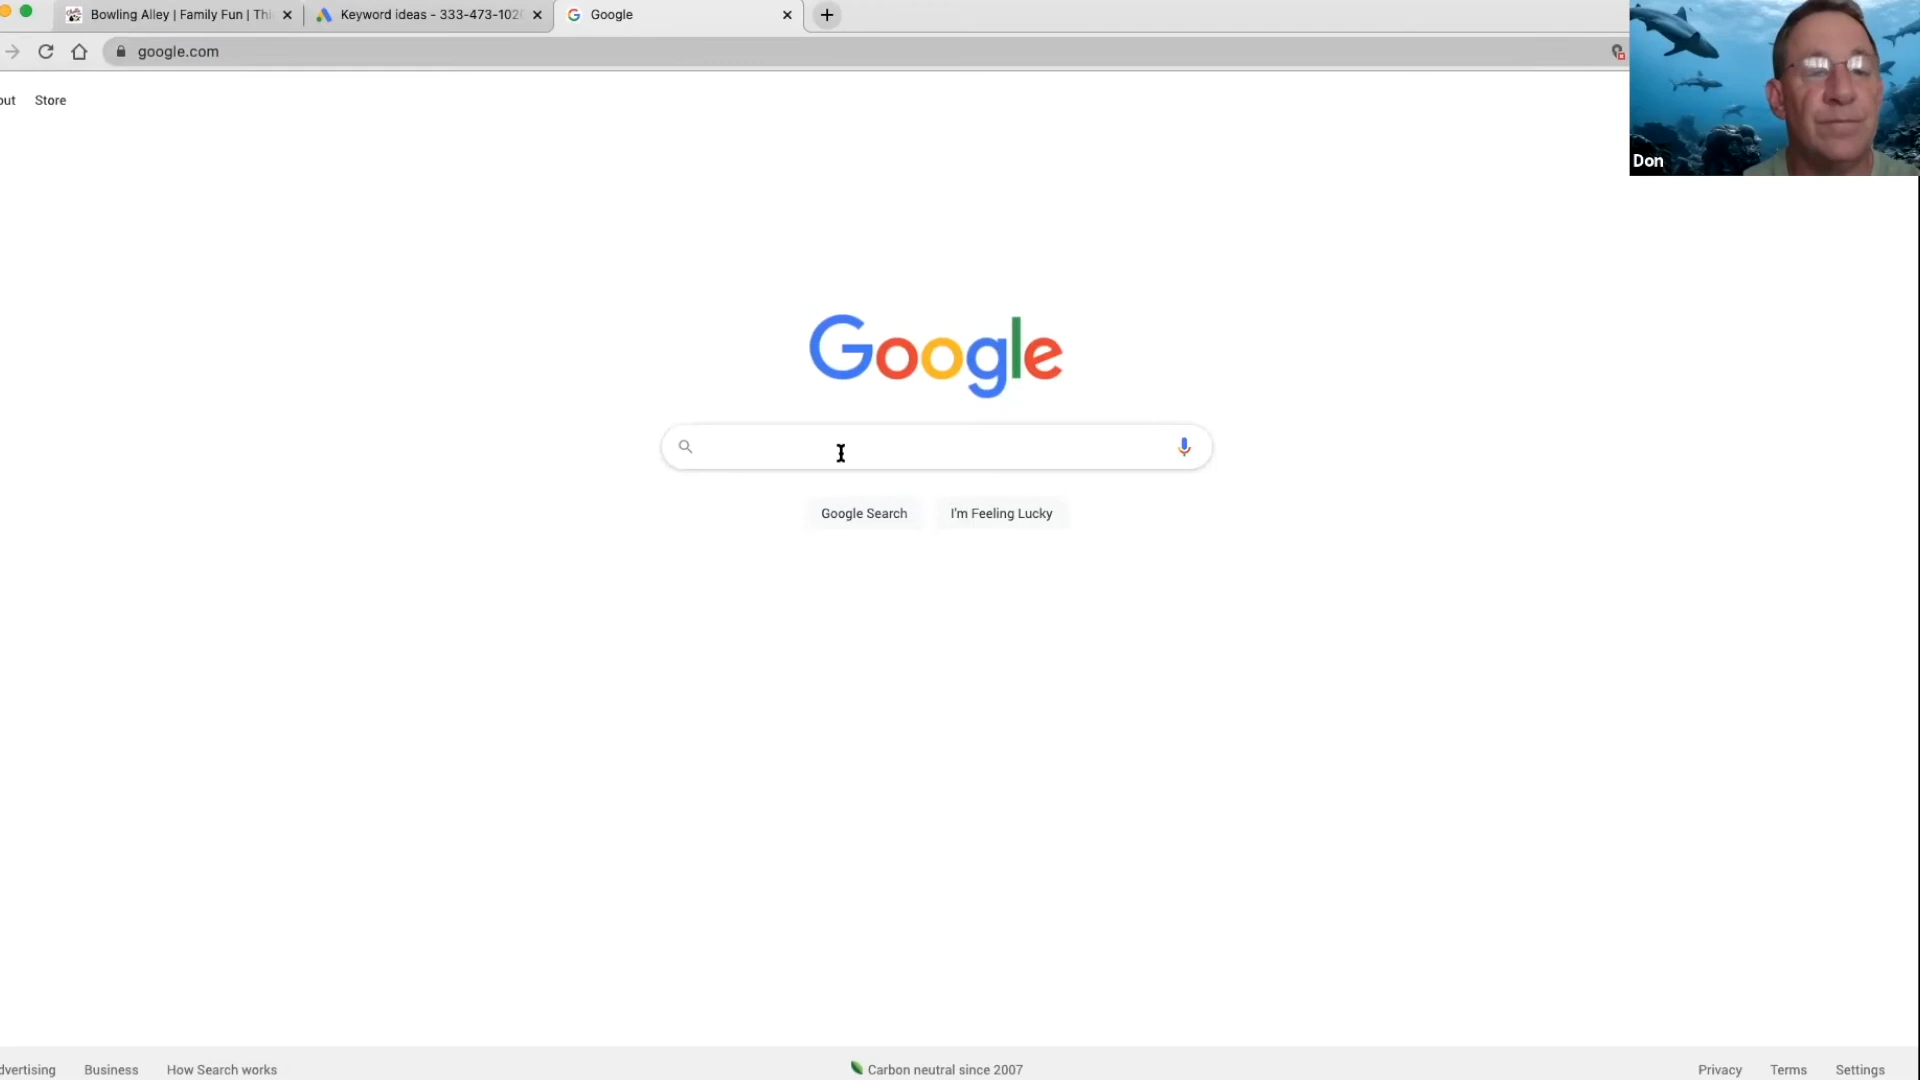 Bowling Alley | Family Fun | Thi
Keyword ideas - 333-473-102
Google
google.com
Don
out Store
Google
Google Search I'm Feeling Lucky
dvertising Business How Search works Carbon neutral since 2007 Privacy Terms Settings